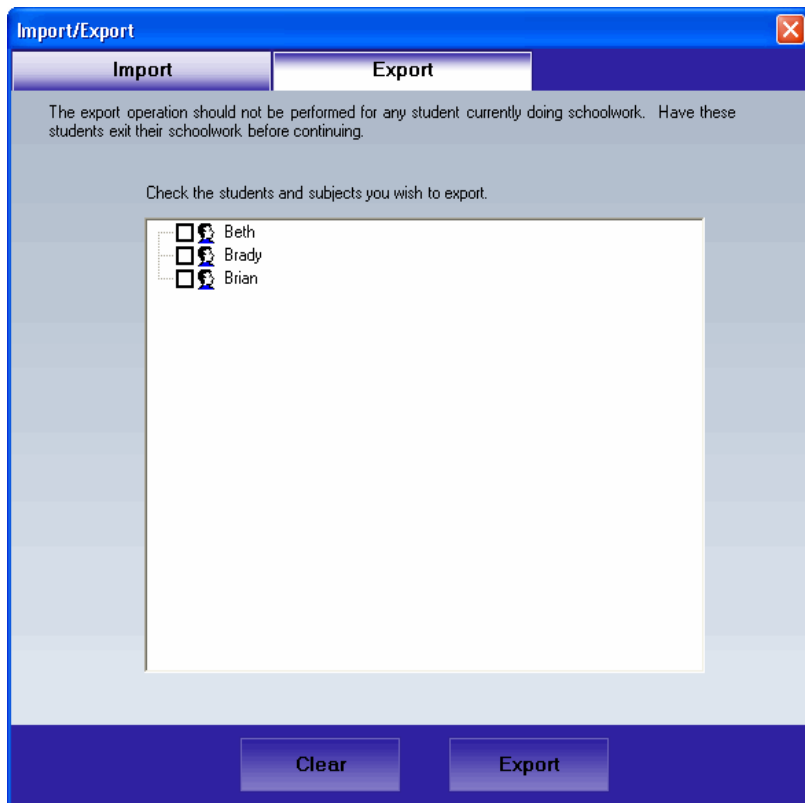 Import/Export
Import Export
The export operation should not be performed for any student currently doing schoolwork. Have these
students exit their schoolwork before continuing.
Check the students and subjects you wish to export.
Beth
Brady
Brian
Clear Export